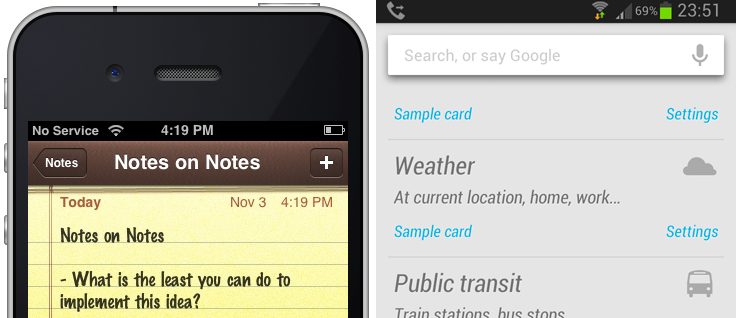 No Service 4:19 PM
Notes Notes on Notes +
Today Nov 3 4:19 PM
Notes on Notes
- What is the least you can do to
implement this idea?
69% 23:51
Search, or say Google
Sample card Settings
Weather
At current location, home, work...
Sample card Settings
Public transit
Train stations, bus stops